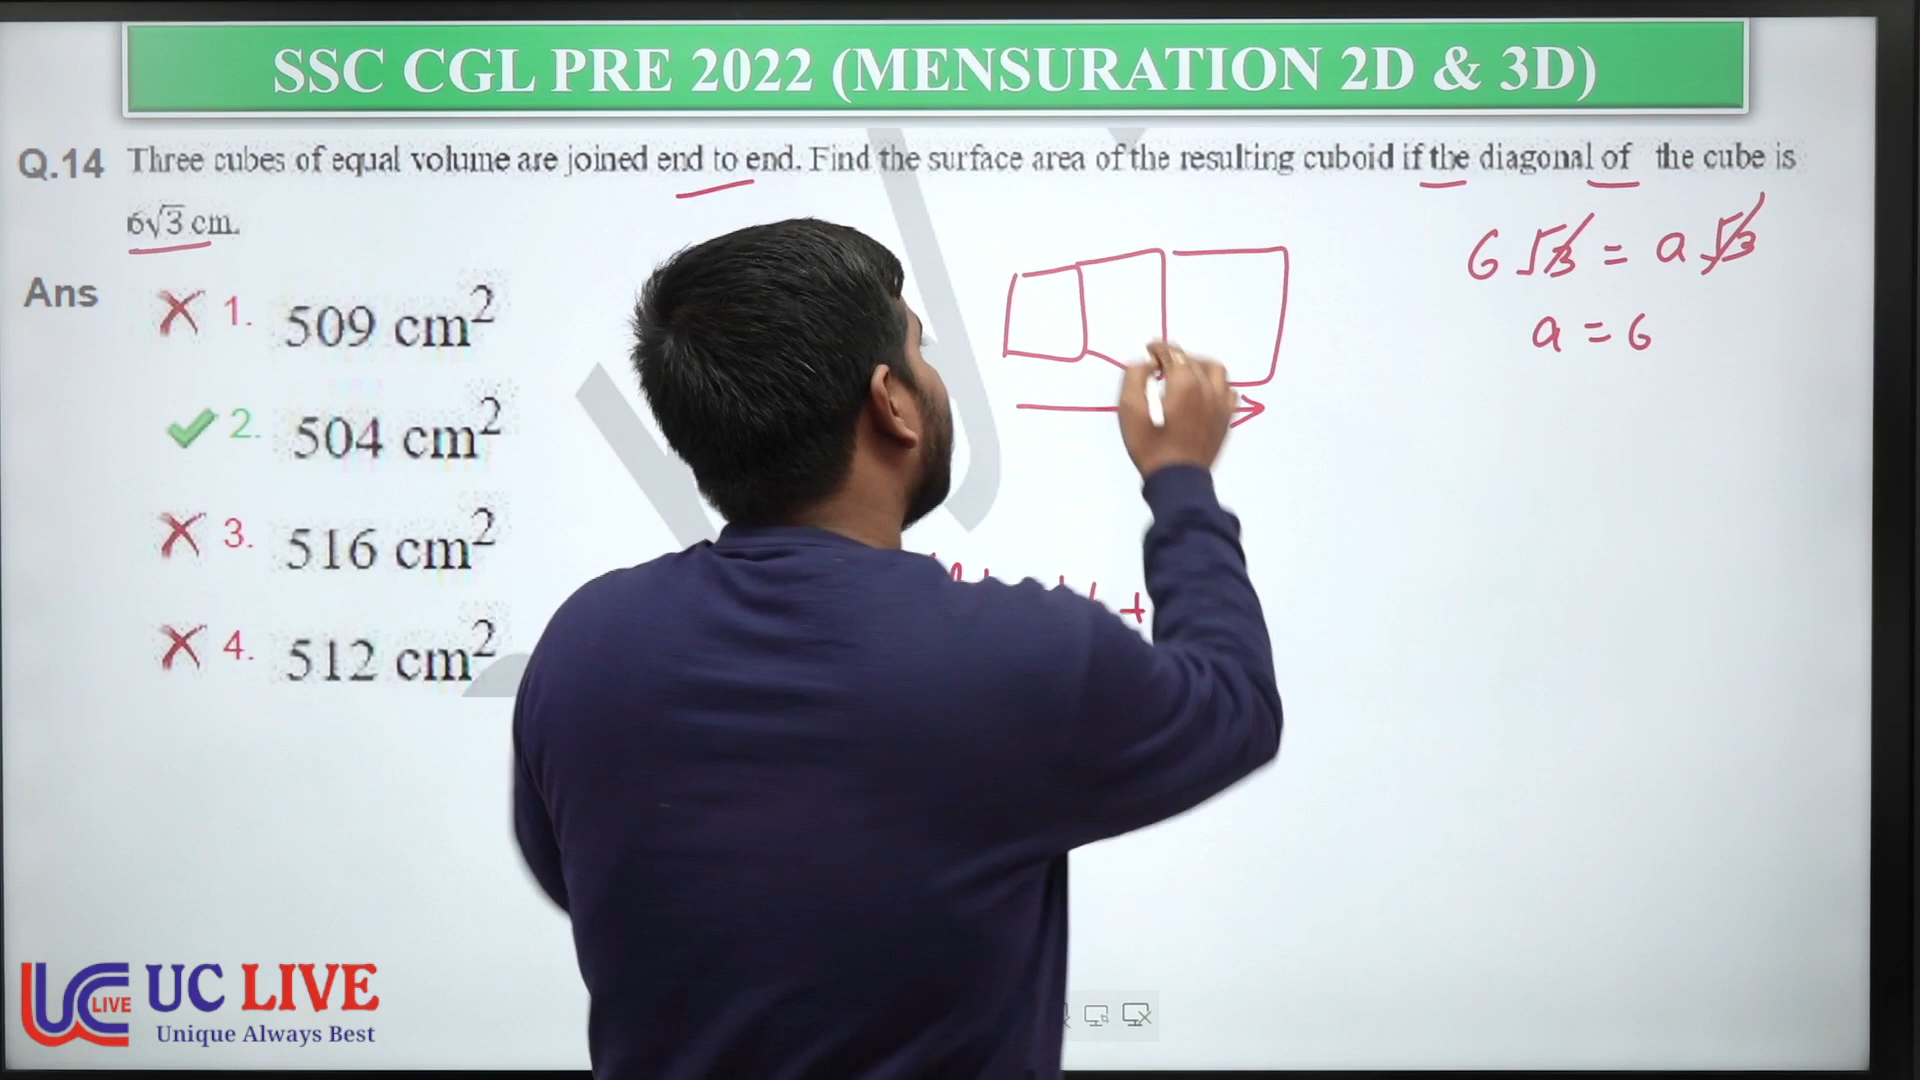 SSC CGL PRE 2022 (MENSURATION 2D & 3D)
Q.14 Three cubes of equal volume are joined end to end. Find the surface area of the resulting cuboid if the diagonal of the cube is
6√3 cm.
Ans
1. 509 cm²
2. 504 cm²
3. 516 cm²
4. 512 cm²
6√3 = a√3
a = 6
+
LIVE
UC LIVE
Unique Always Best